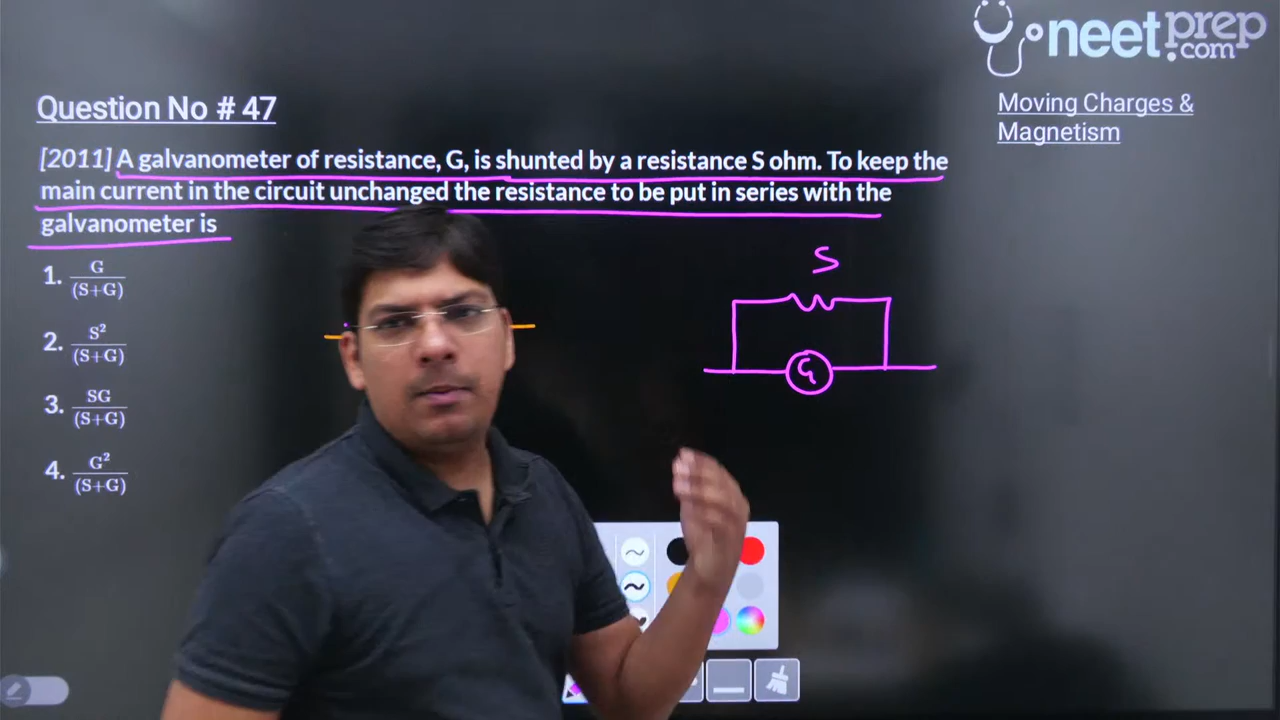 neetprep
.com
Question No # 47
Moving Charges &
Magnetism
[2011] A galvanometer of resistance, G, is shunted by a resistance S ohm. To keep the
main current in the circuit unchanged the resistance to be put in series with the
galvanometer is
1. G/(S+G)
2. S²/(S+G)
3. SG/(S+G)
4. G²/(S+G)
S
G